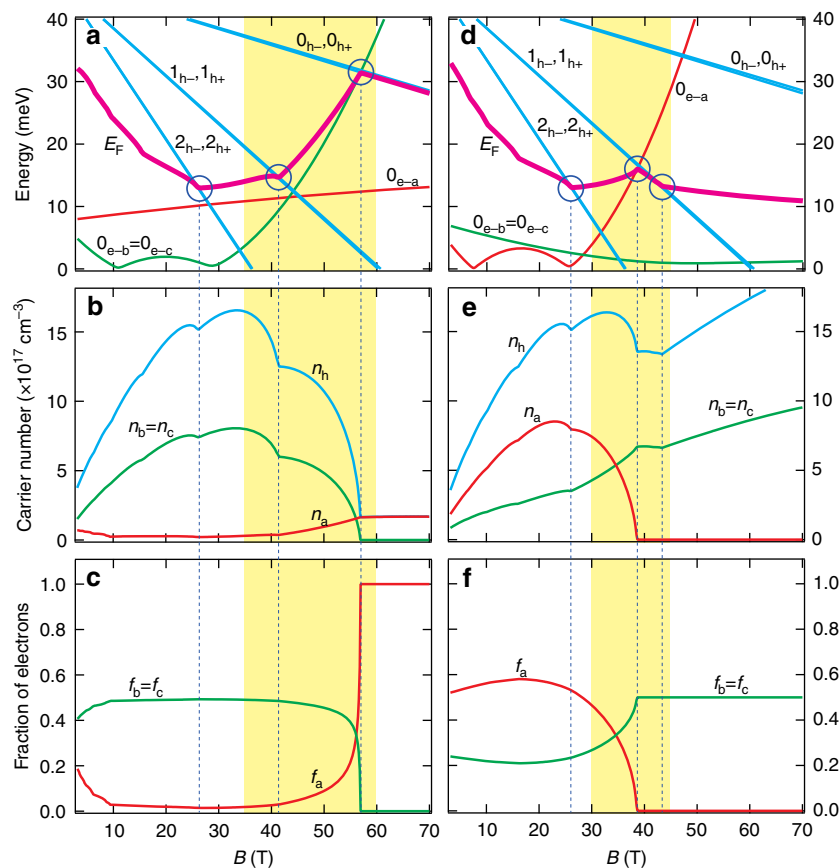 a
40
30
20
10
0
Energy (meV)
1h–,1h+
0h–,0h+
2h–,2h+
EF
0e–a
0e–b=0e–c
d
0h–,0h+
1h–,1h+
0e–a
2h–,2h+
EF
0e–b=0e–c
40
30
20
10
0
b
15
10
5
0
Carrier number (×10¹⁷ cm⁻³)
nh
nb=nc
na
e
nh
na
nb=nc
15
10
5
0
c
1.0
0.8
0.6
0.4
0.2
0.0
Fraction of electrons
fb=fc
fa
10 20 30 40 50 60 70
B (T)
f
fa
fb=fc
1.0
0.8
0.6
0.4
0.2
0.0
10 20 30 40 50 60 70
B (T)